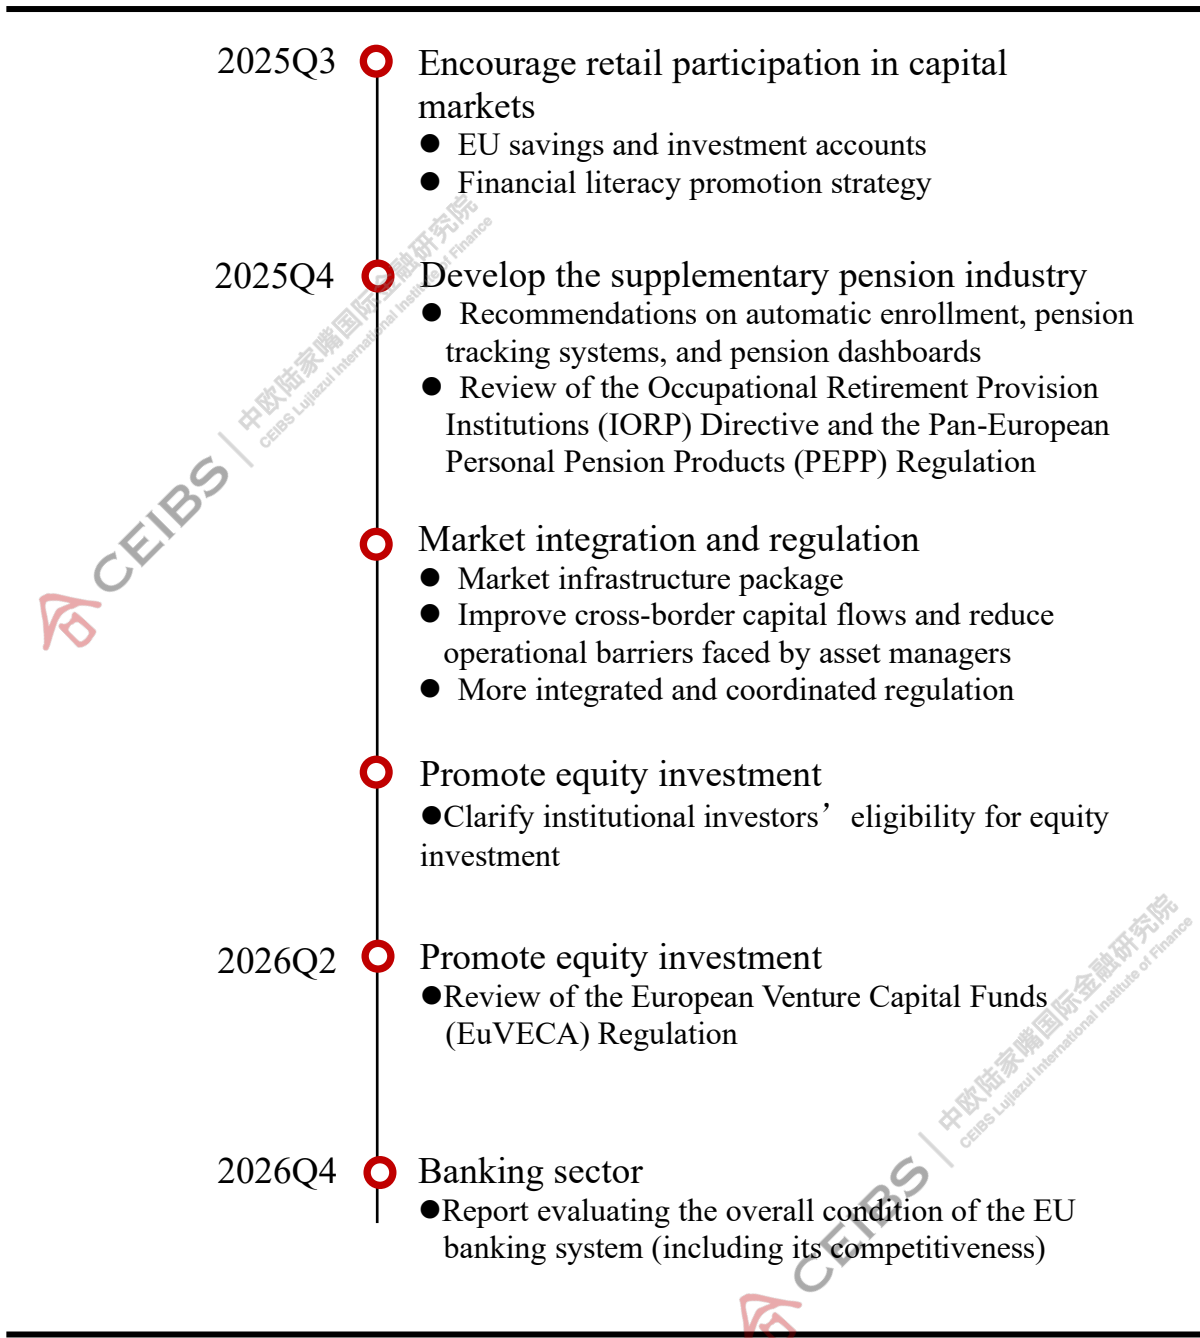 2025Q3
Encourage retail participation in capital
markets
● EU savings and investment accounts
● Financial literacy promotion strategy
2025Q4
Develop the supplementary pension industry
● Recommendations on automatic enrollment, pension
tracking systems, and pension dashboards
● Review of the Occupational Retirement Provision
Institutions (IORP) Directive and the Pan-European
Personal Pension Products (PEPP) Regulation
Market integration and regulation
● Market infrastructure package
● Improve cross-border capital flows and reduce
operational barriers faced by asset managers
● More integrated and coordinated regulation
Promote equity investment
●Clarify institutional investors’ eligibility for equity
investment
2026Q2
Promote equity investment
●Review of the European Venture Capital Funds
(EuVECA) Regulation
2026Q4
Banking sector
●Report evaluating the overall condition of the EU
banking system (including its competitiveness)
CEIBS | 中欧陆家嘴国际金融研究院
CEIBS Lujiazui International Institute of Finance
CEIBS | 中欧陆家嘴国际金融研究院
CEIBS Lujiazui International Institute of Finance